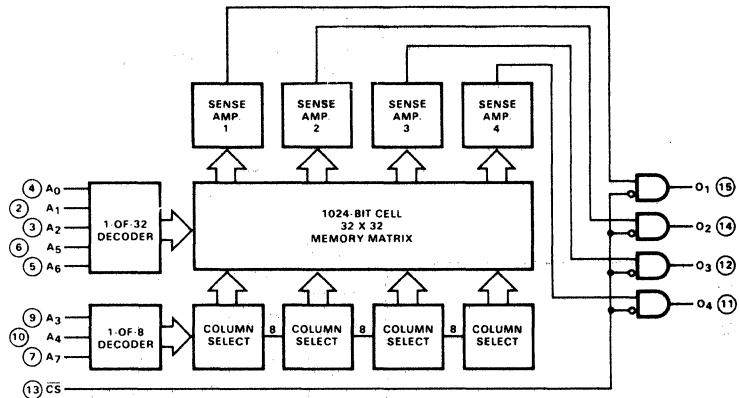 SENSE AMP. 1
SENSE AMP. 2
SENSE AMP. 3
SENSE AMP. 4
4 A0
2 A1
3 A2
6 A5
5 A6
1-OF-32 DECODER
1024-BIT CELL
32 X 32
MEMORY MATRIX
O1 15
O2 14
O3 12
O4 11
9 A3
10 A4
7 A7
1-OF-8 DECODER
COLUMN SELECT
8
COLUMN SELECT
8
COLUMN SELECT
8
COLUMN SELECT
13 C̅S̅